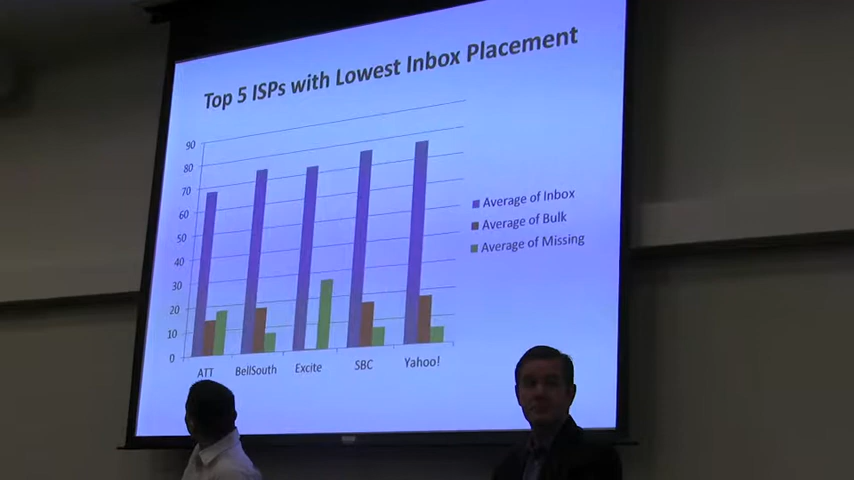 Top 5 ISPs with Lowest Inbox Placement
90
80
70
60
50
40
30
20
10
0
ATT BellSouth Excite SBC Yahoo!
Average of Inbox
Average of Bulk
Average of Missing